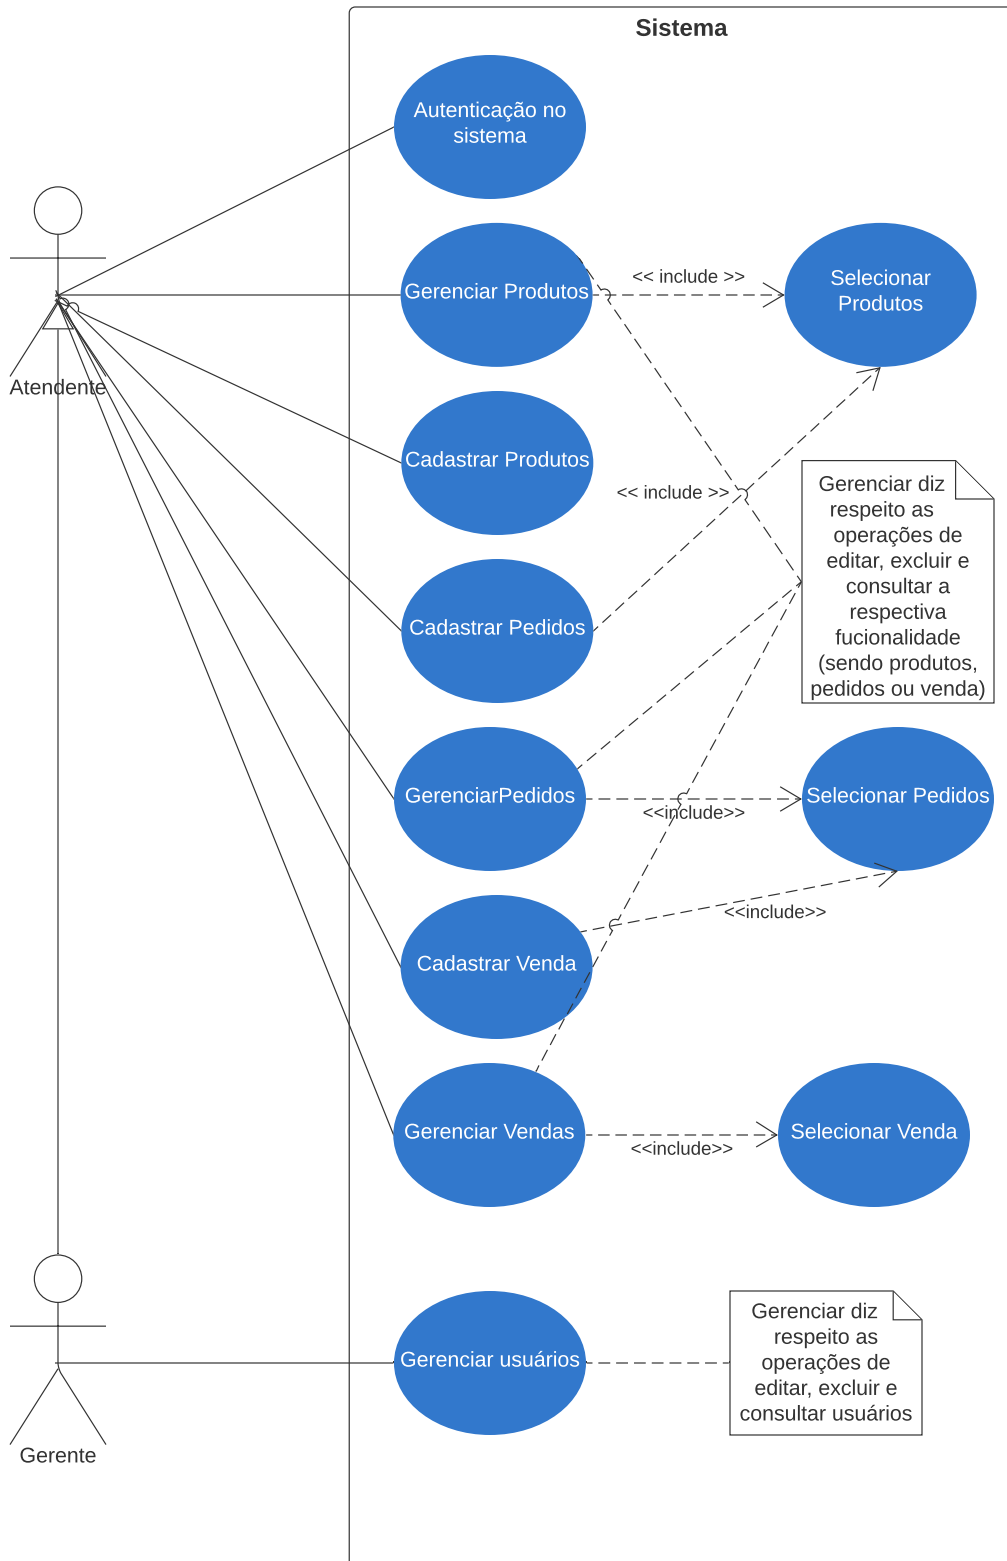 Sistema
Autenticação no
sistema
Gerenciar Produtos
<< include >>
Selecionar
Produtos
Atendente
Cadastrar Produtos
<< include >>
Gerenciar diz
respeito as
operações de
editar, excluir e
consultar a
respectiva
fucionalidade
(sendo produtos,
pedidos ou venda)
Cadastrar Pedidos
GerenciarPedidos
<<include>>
Selecionar Pedidos
<<include>>
Cadastrar Venda
Gerenciar Vendas
<<include>>
Selecionar Venda
Gerenciar usuários
Gerenciar diz
respeito as
operações de
editar, excluir e
consultar usuários
Gerente